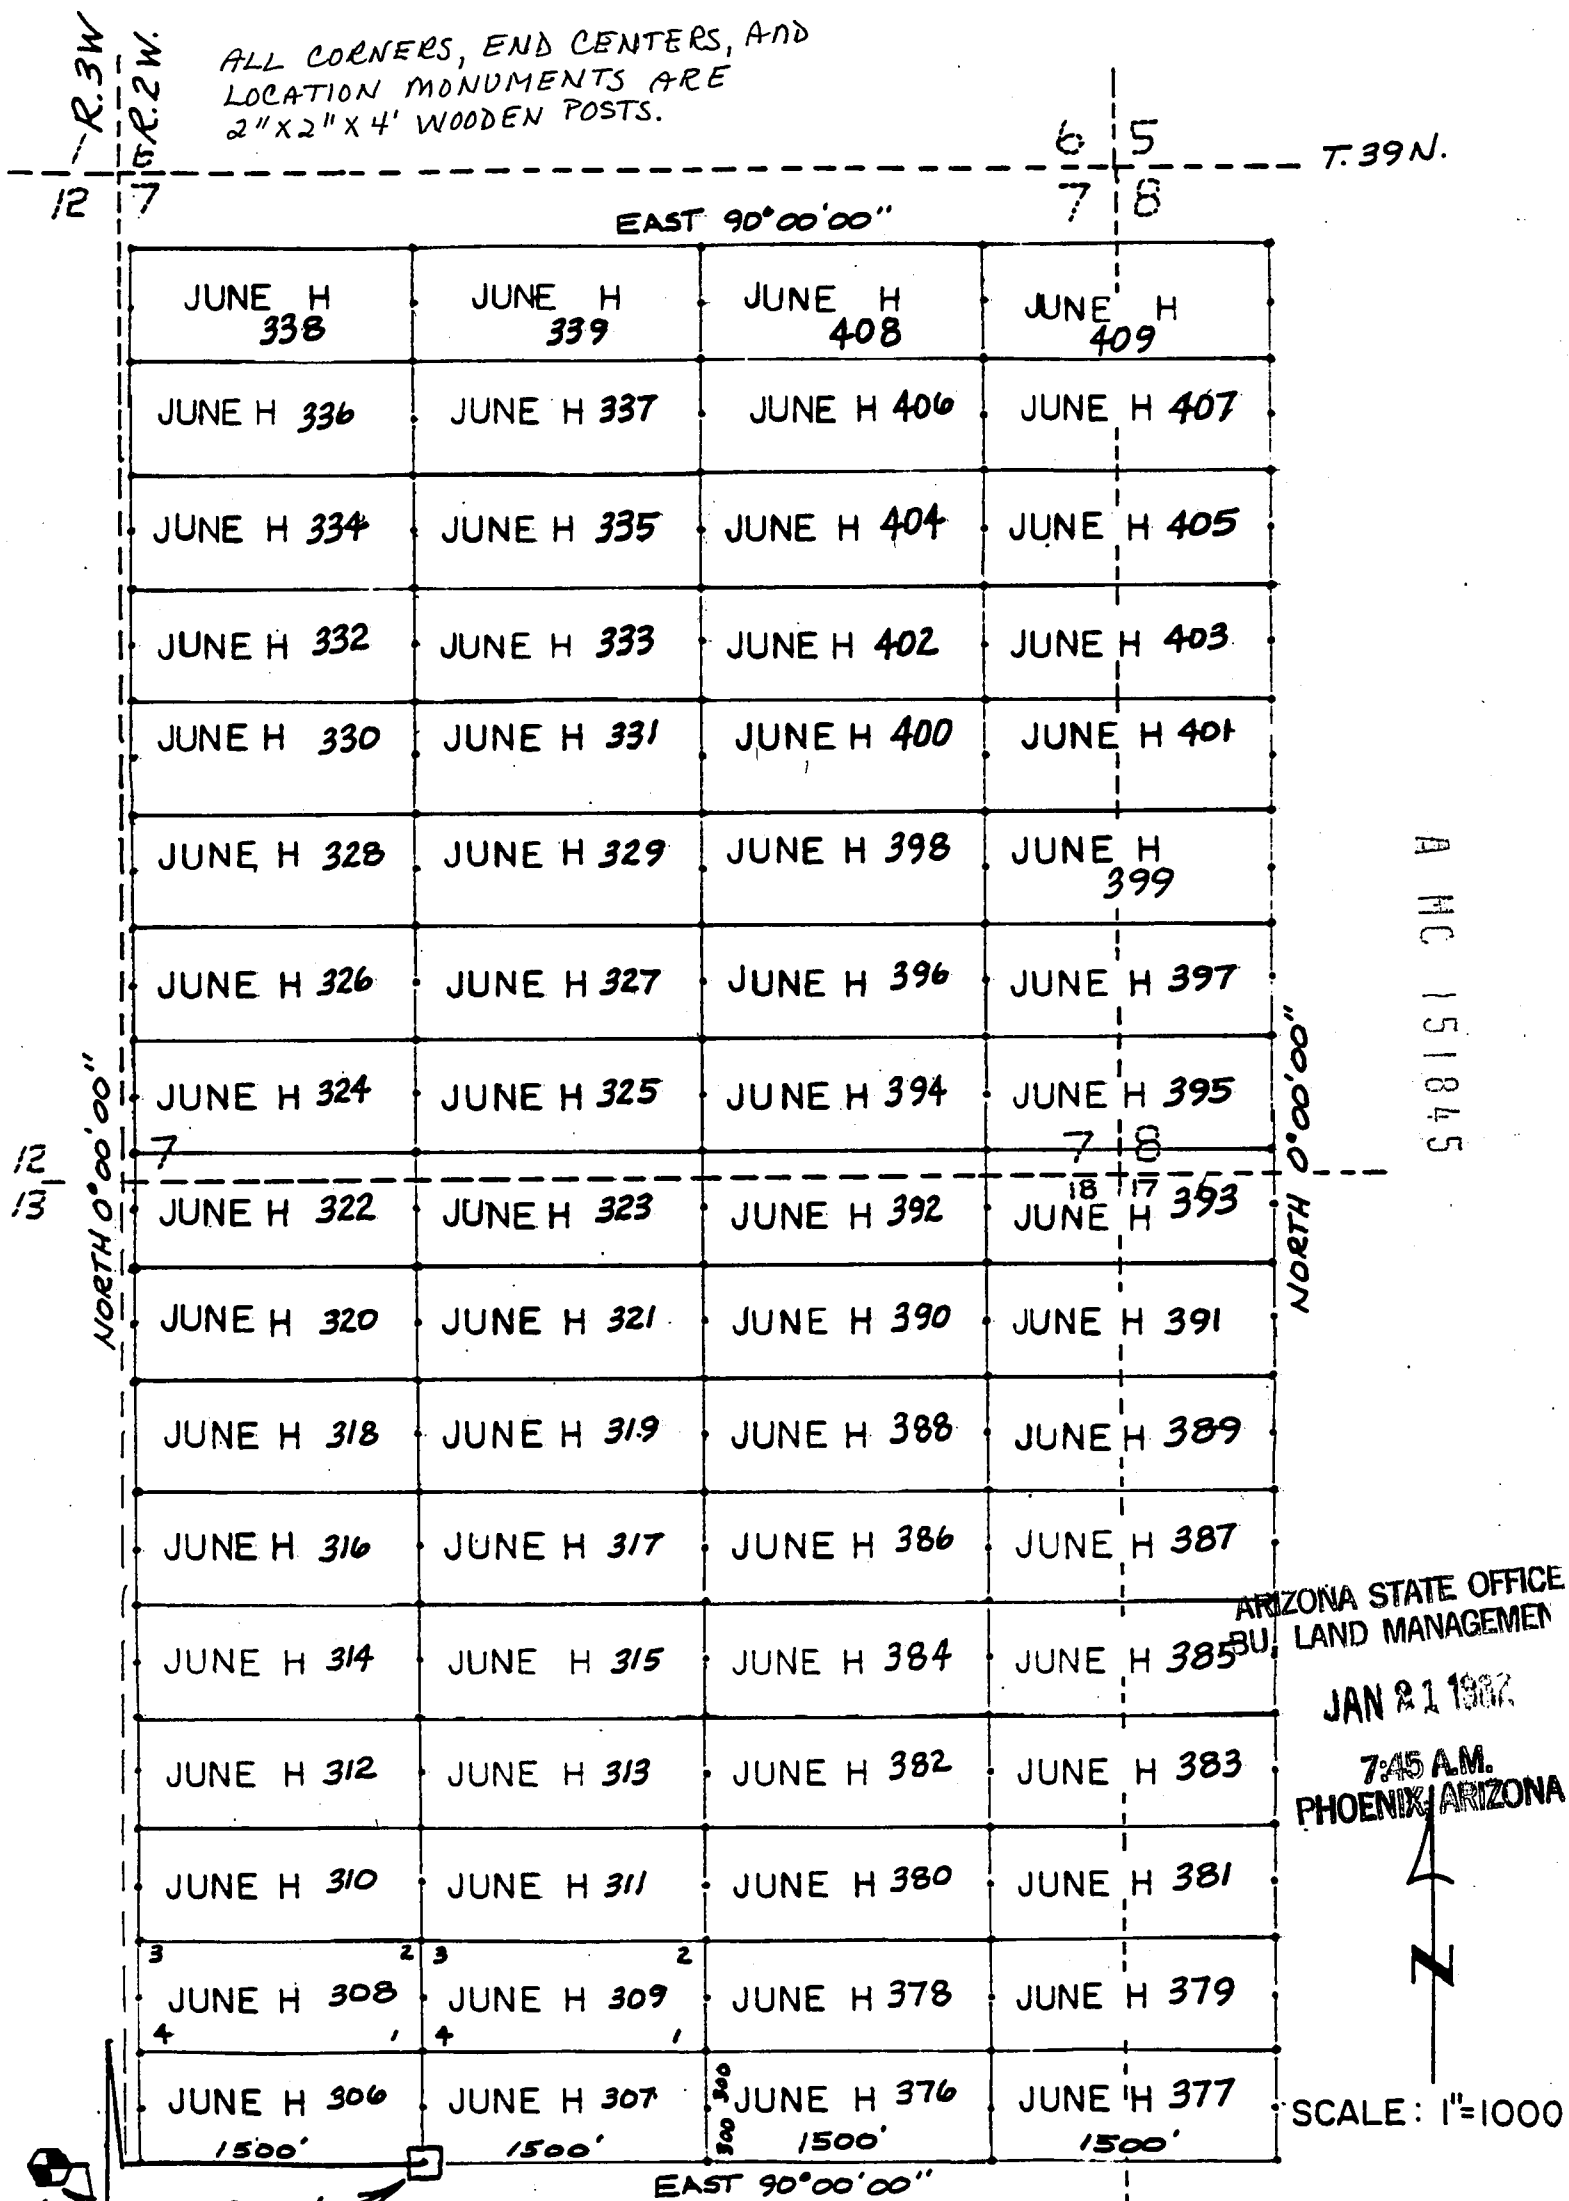 R.3W
R.2W.
ALL CORNERS, END CENTERS, AND
LOCATION MONUMENTS ARE
2"X2"X4' WOODEN POSTS.
6 5
T.39N.
12 7
7 8
EAST 90°00'00"
JUNE H 338 JUNE H 339 JUNE H 408 JUNE H 409
JUNE H 336 JUNE H 337 JUNE H 406 JUNE H 407
JUNE H 334 JUNE H 335 JUNE H 404 JUNE H 405
JUNE H 332 JUNE H 333 JUNE H 402 JUNE H 403
JUNE H 330 JUNE H 331 JUNE H 400 JUNE H 401
JUNE H 328 JUNE H 329 JUNE H 398 JUNE H 399
A MC 151845
JUNE H 326 JUNE H 327 JUNE H 396 JUNE H 397
JUNE H 324 JUNE H 325 JUNE H 394 JUNE H 395
NORTH 0°00'00"
NORTH 0°00'00"
12 7 7 8
13 18 17
JUNE H 322 JUNE H 323 JUNE H 392 JUNE H 393
JUNE H 320 JUNE H 321 JUNE H 390 JUNE H 391
JUNE H 318 JUNE H 319 JUNE H 388 JUNE H 389
JUNE H 316 JUNE H 317 JUNE H 386 JUNE H 387
ARIZONA STATE OFFICE
BU. LAND MANAGEMEN
JUNE H 314 JUNE H 315 JUNE H 384 JUNE H 385
JAN 21 1982
7:45 A.M.
PHOENIX, ARIZONA
JUNE H 312 JUNE H 313 JUNE H 382 JUNE H 383
JUNE H 310 JUNE H 311 JUNE H 380 JUNE H 381
3 2 3 2
JUNE H 308 JUNE H 309 JUNE H 378 JUNE H 379
N
4 1 4 1
JUNE H 306 JUNE H 307 JUNE H 376 JUNE H 377
300
300
SCALE: 1"=1000
1500' 1500' 1500' 1500'
EAST 90°00'00"